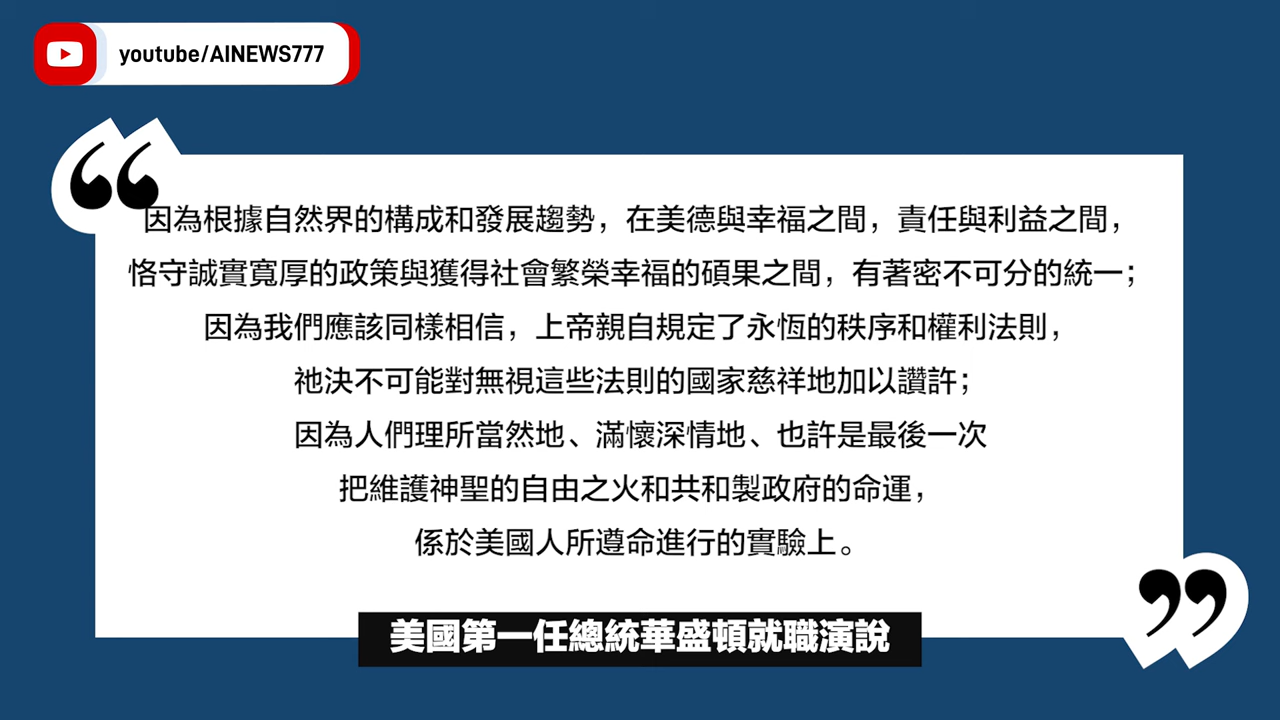 youtube/AINEWS777
因為根據自然界的構成和發展趨勢，在美德與幸福之間，責任與利益之間，
恪守誠實寬厚的政策與獲得社會繁榮幸福的碩果之間，有著密不可分的統一；
因為我們應該同樣相信，上帝親自規定了永恆的秩序和權利法則，
祂決不可能對無視這些法則的國家慈祥地加以讚許；
因為人們理所當然地、滿懷深情地、也許是最後一次
把維護神聖的自由之火和共和製政府的命運，
係於美國人所遵命進行的實驗上。
美國第一任總統華盛頓就職演說